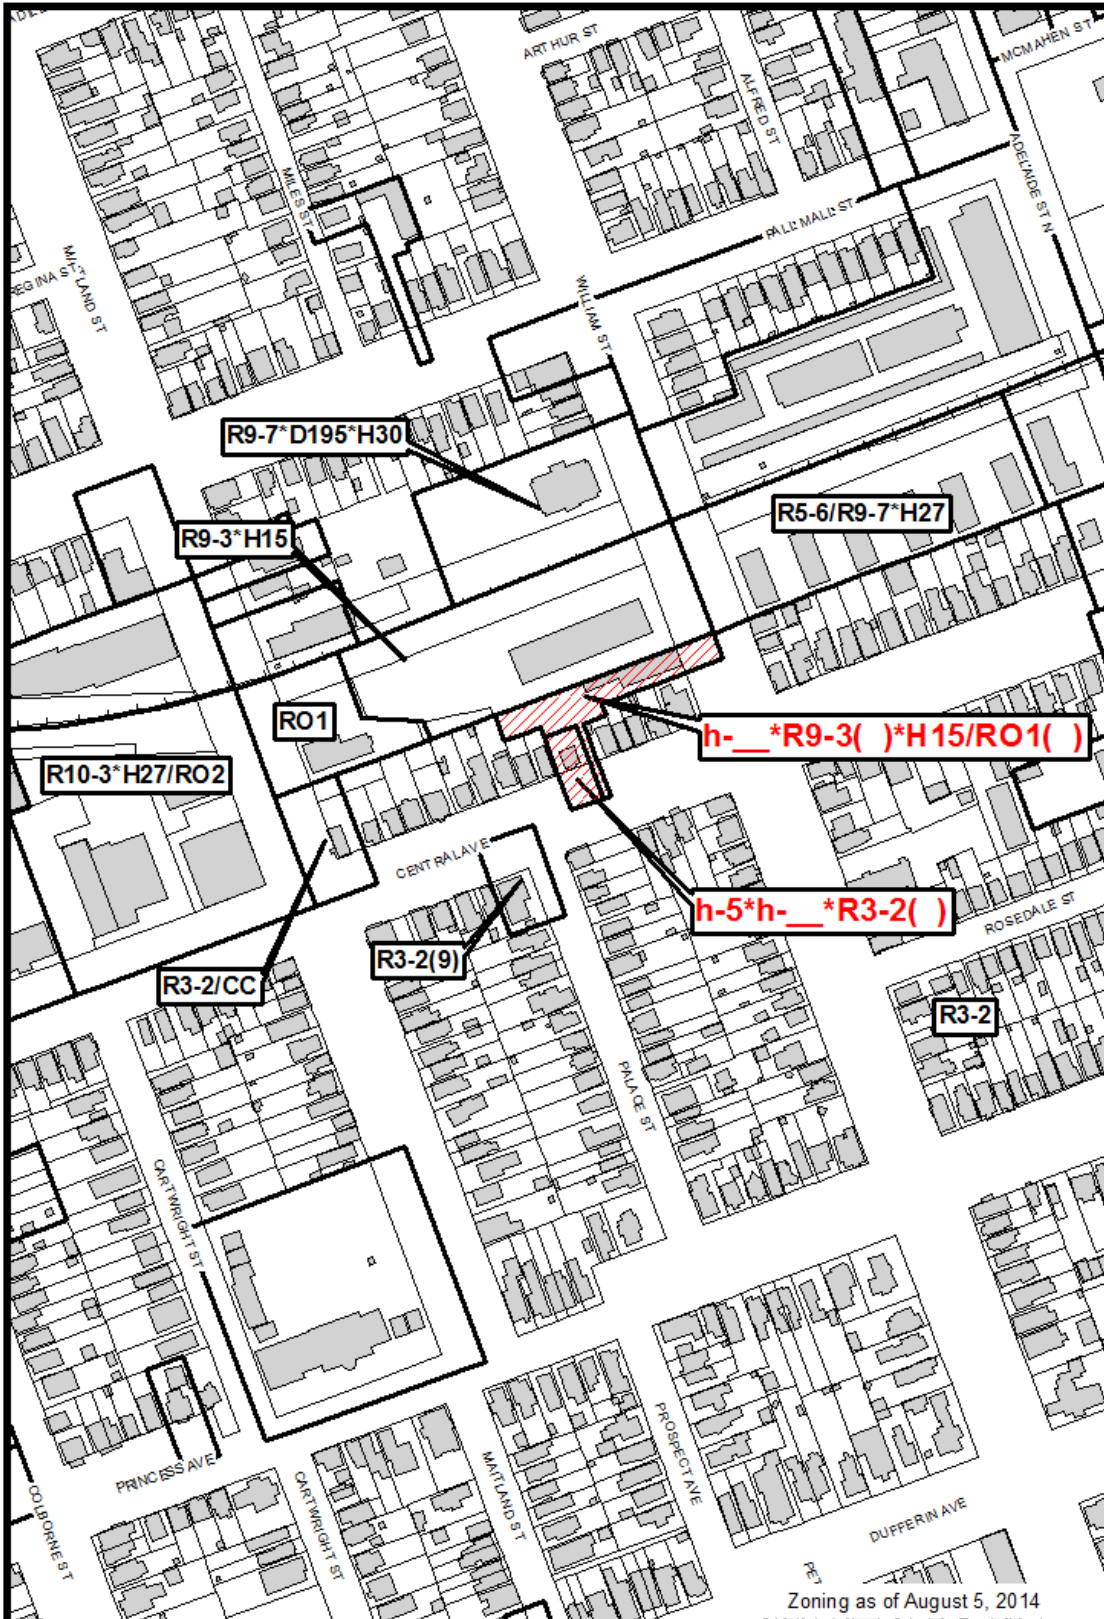 ARTHUR ST
MCMAHEN ST
ALFRED ST
ADELAIDE ST N
MILES ST
PALL MALL ST
MAITLAND ST
REGINA ST
WILLIAM ST
R9-7*D195*H30
R5-6/R9-7*H27
R9-3*H15
RO1
h-__*R9-3( )*H15/RO1( )
R10-3*H27/RO2
CENTRAL AVE
h-5*h-__*R3-2( )
ROSEDALE ST
R3-2(9)
R3-2/CC
R3-2
PALACE ST
CARTWRIGHT ST
PRINCESS AVE
PROSPECT AVE
MAITLAND ST
CARTWRIGHT ST
COLBORNE ST
DUFFERIN AVE
PET
Zoning as of August 5, 2014